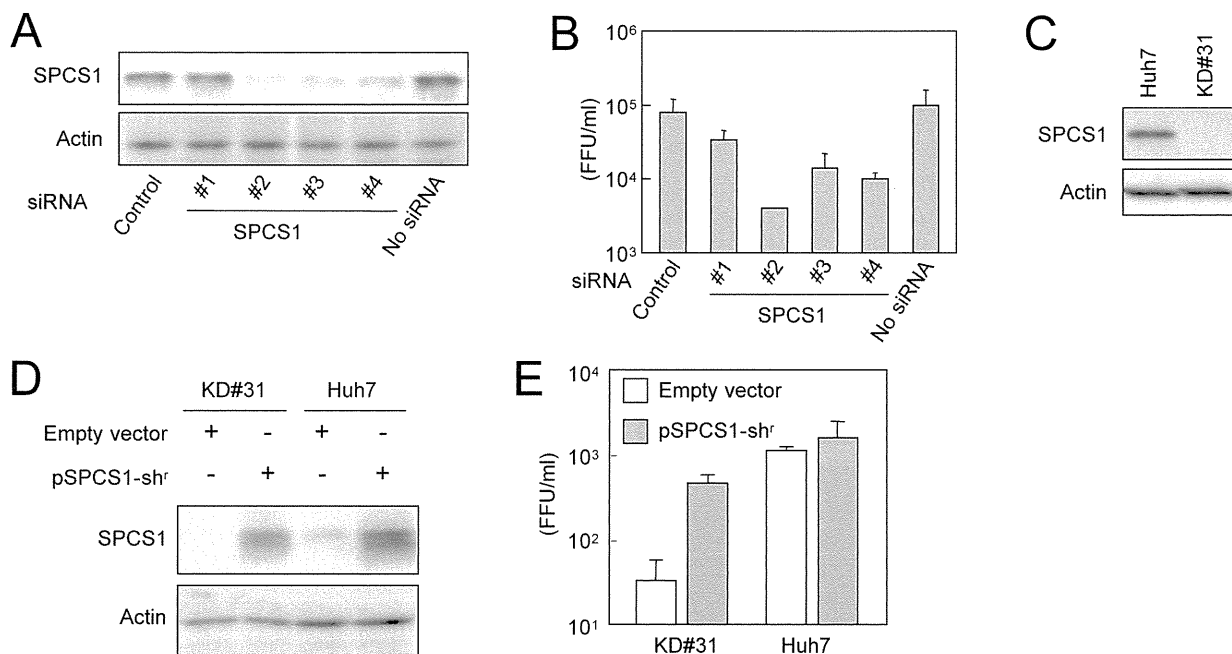 A
SPCS1
Actin
siRNA
Control
#1
#2
#3
#4
No siRNA
SPCS1
B
(FFU/ml)
10⁶
10⁵
10⁴
10³
siRNA
Control
#1
#2
#3
#4
No siRNA
SPCS1
C
Huh7
KD#31
SPCS1
Actin
D
KD#31 Huh7
Empty vector + - + -
pSPCS1-shʳ - + - +
SPCS1
Actin
E
(FFU/ml)
10⁴
10³
10²
10¹
Empty vector
pSPCS1-shʳ
KD#31 Huh7